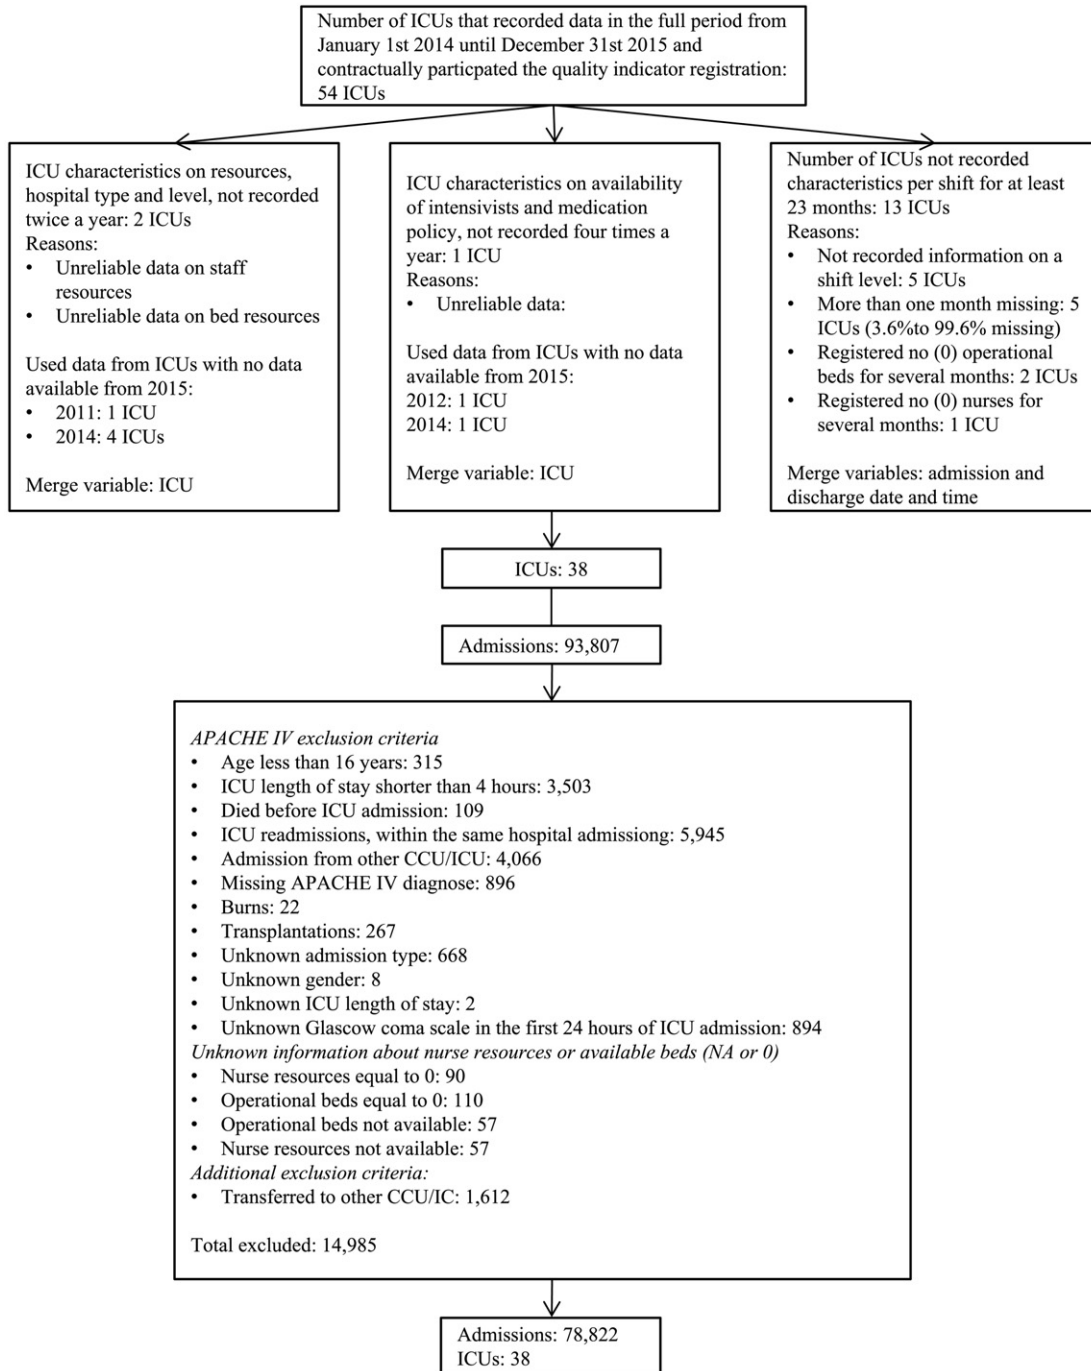 Number of ICUs that recorded data in the full period from
January 1st 2014 until December 31st 2015 and
contractually particpated the quality indicator registration:
54 ICUs
ICU characteristics on resources,
hospital type and level, not recorded
twice a year: 2 ICUs
Reasons:
• Unreliable data on staff
resources
• Unreliable data on bed resources
Used data from ICUs with no data
available from 2015:
• 2011: 1 ICU
• 2014: 4 ICUs
Merge variable: ICU
ICU characteristics on availability
of intensivists and medication
policy, not recorded four times a
year: 1 ICU
Reasons:
• Unreliable data:
Used data from ICUs with no data
available from 2015:
2012: 1 ICU
2014: 1 ICU
Merge variable: ICU
Number of ICUs not recorded
characteristics per shift for at least
23 months: 13 ICUs
Reasons:
• Not recorded information on a
shift level: 5 ICUs
• More than one month missing: 5
ICUs (3.6%to 99.6% missing)
• Registered no (0) operational
beds for several months: 2 ICUs
• Registered no (0) nurses for
several months: 1 ICU
Merge variables: admission and
discharge date and time
ICUs: 38
Admissions: 93,807
APACHE IV exclusion criteria
• Age less than 16 years: 315
• ICU length of stay shorter than 4 hours: 3,503
• Died before ICU admission: 109
• ICU readmissions, within the same hospital admissiong: 5,945
• Admission from other CCU/ICU: 4,066
• Missing APACHE IV diagnose: 896
• Burns: 22
• Transplantations: 267
• Unknown admission type: 668
• Unknown gender: 8
• Unknown ICU length of stay: 2
• Unknown Glascow coma scale in the first 24 hours of ICU admission: 894
Unknown information about nurse resources or available beds (NA or 0)
• Nurse resources equal to 0: 90
• Operational beds equal to 0: 110
• Operational beds not available: 57
• Nurse resources not available: 57
Additional exclusion criteria:
• Transferred to other CCU/IC: 1,612
Total excluded: 14,985
Admissions: 78,822
ICUs: 38